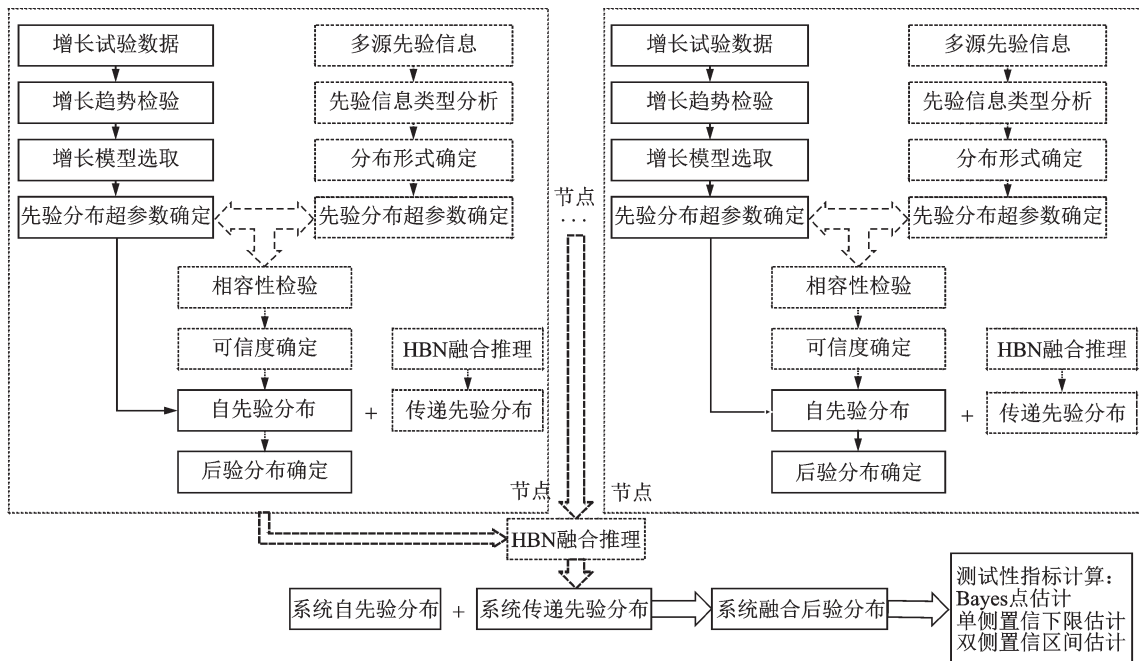 增长试验数据
多源先验信息
增长趋势检验
先验信息类型分析
增长模型选取
分布形式确定
先验分布超参数确定
先验分布超参数确定
相容性检验
可信度确定
HBN融合推理
自先验分布
+
传递先验分布
后验分布确定
节点
节点
...
增长试验数据
多源先验信息
增长趋势检验
先验信息类型分析
增长模型选取
分布形式确定
先验分布超参数确定
先验分布超参数确定
相容性检验
可信度确定
HBN融合推理
自先验分布
+
传递先验分布
后验分布确定
节点
HBN融合推理
系统自先验分布
+
系统传递先验分布
系统融合后验分布
测试性指标计算：
Bayes点估计
单侧置信下限估计
双侧置信区间估计